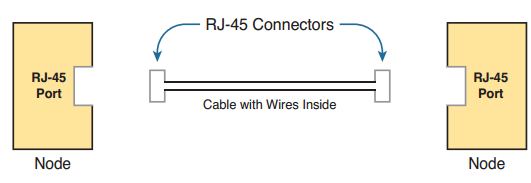 RJ-45 Connectors
RJ-45
Port
Cable with Wires Inside
RJ-45
Port
Node
Node